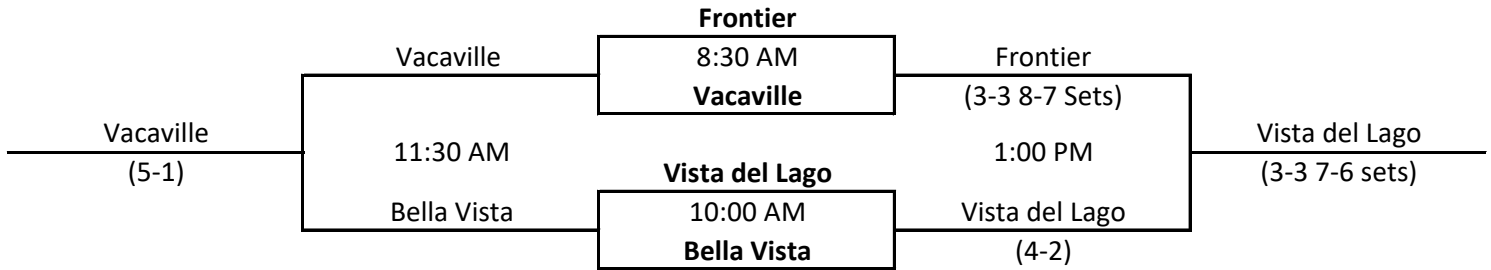 Frontier
Vacaville 8:30 AM Frontier
Vacaville (3-3 8-7 Sets)
Vacaville 11:30 AM 1:00 PM Vista del Lago
(5-1) Vista del Lago (3-3 7-6 sets)
Bella Vista 10:00 AM Vista del Lago
Bella Vista (4-2)